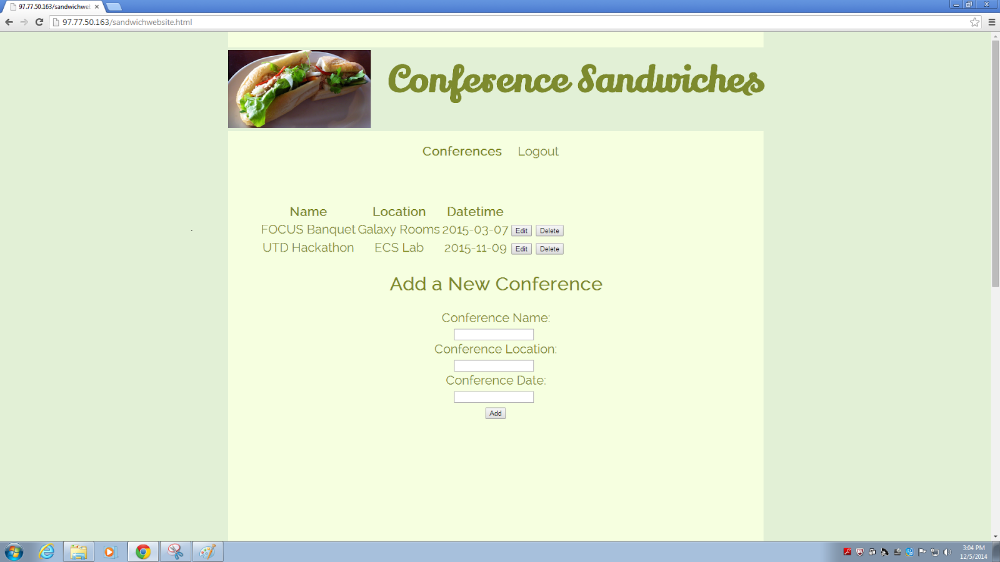 97.77.50.163/sandwichwe
97.77.50.163/sandwichwebsite.html
Conference Sandwiches
Conferences Logout
Name Location Datetime
FOCUS Banquet Galaxy Rooms 2015-03-07 Edit Delete
UTD Hackathon ECS Lab 2015-11-09 Edit Delete
Add a New Conference
Conference Name:
Conference Location:
Conference Date:
Add
3:04 PM
12/5/2014